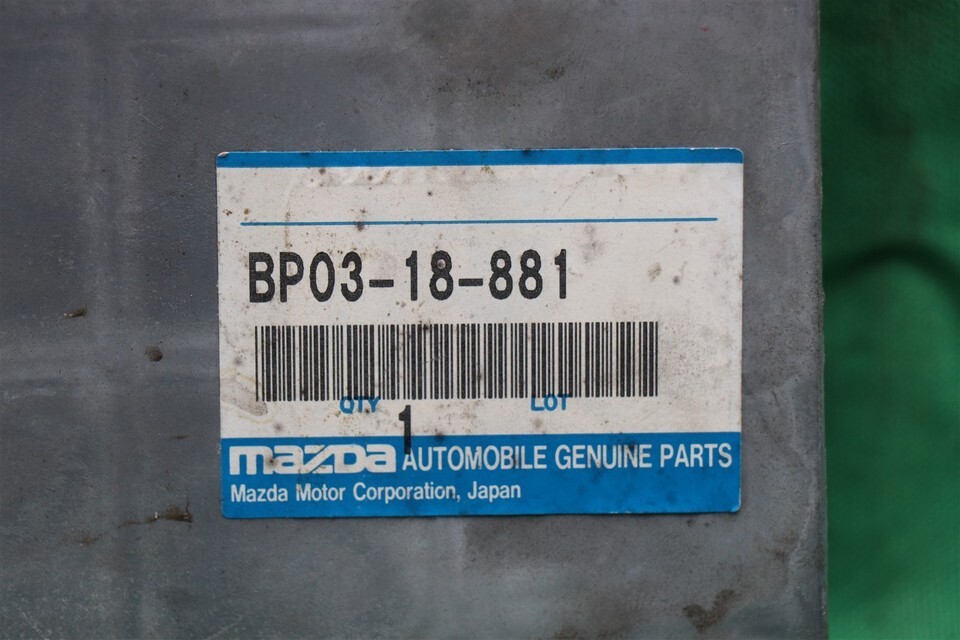 BP03-18-881
QTY LOT
1
mazda AUTOMOBILE GENUINE PARTS
Mazda Motor Corporation, Japan